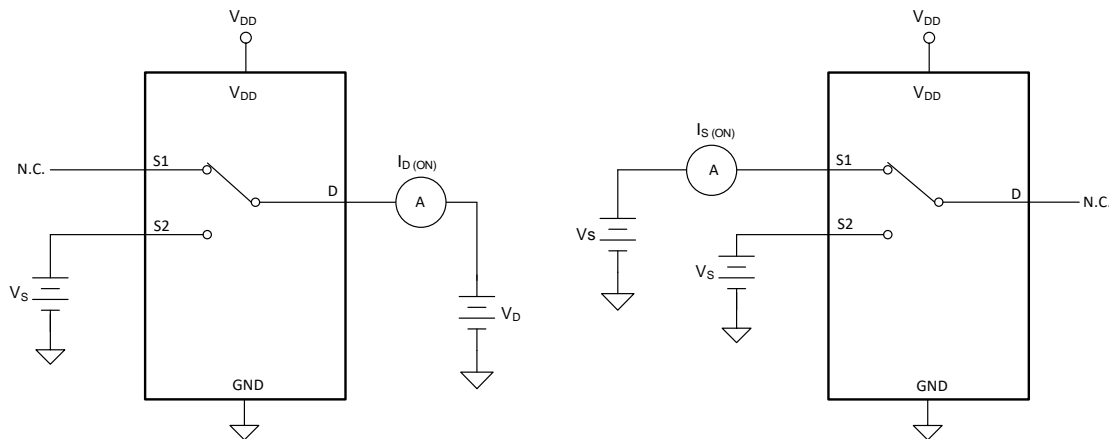 VDD
VDD
N.C.
S1
S2
D
ID (ON)
A
VS
VD
GND
VDD
VDD
IS (ON)
A
S1
S2
D
N.C.
Vs
VS
GND